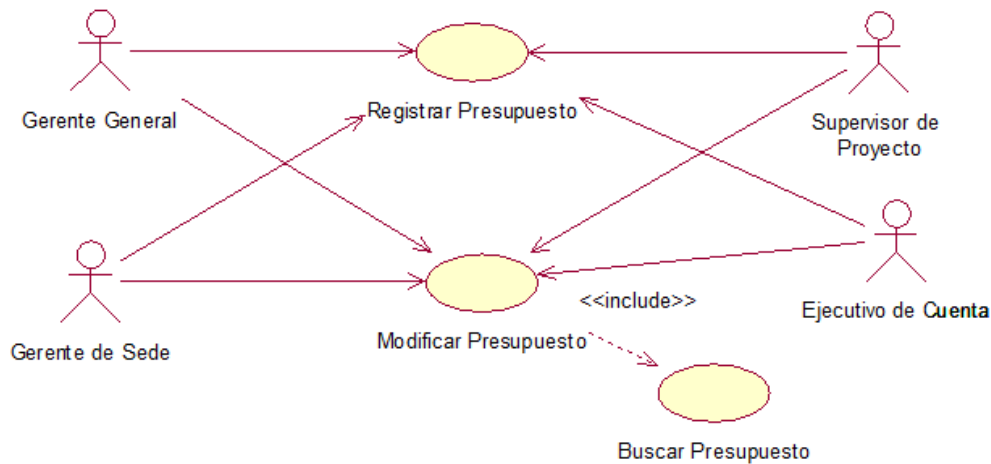 Gerente General
Registrar Presupuesto
Supervisor de
Proyecto
<<include>>
Ejecutivo de Cuenta
Gerente de Sede
Modificar Presupuesto
Buscar Presupuesto